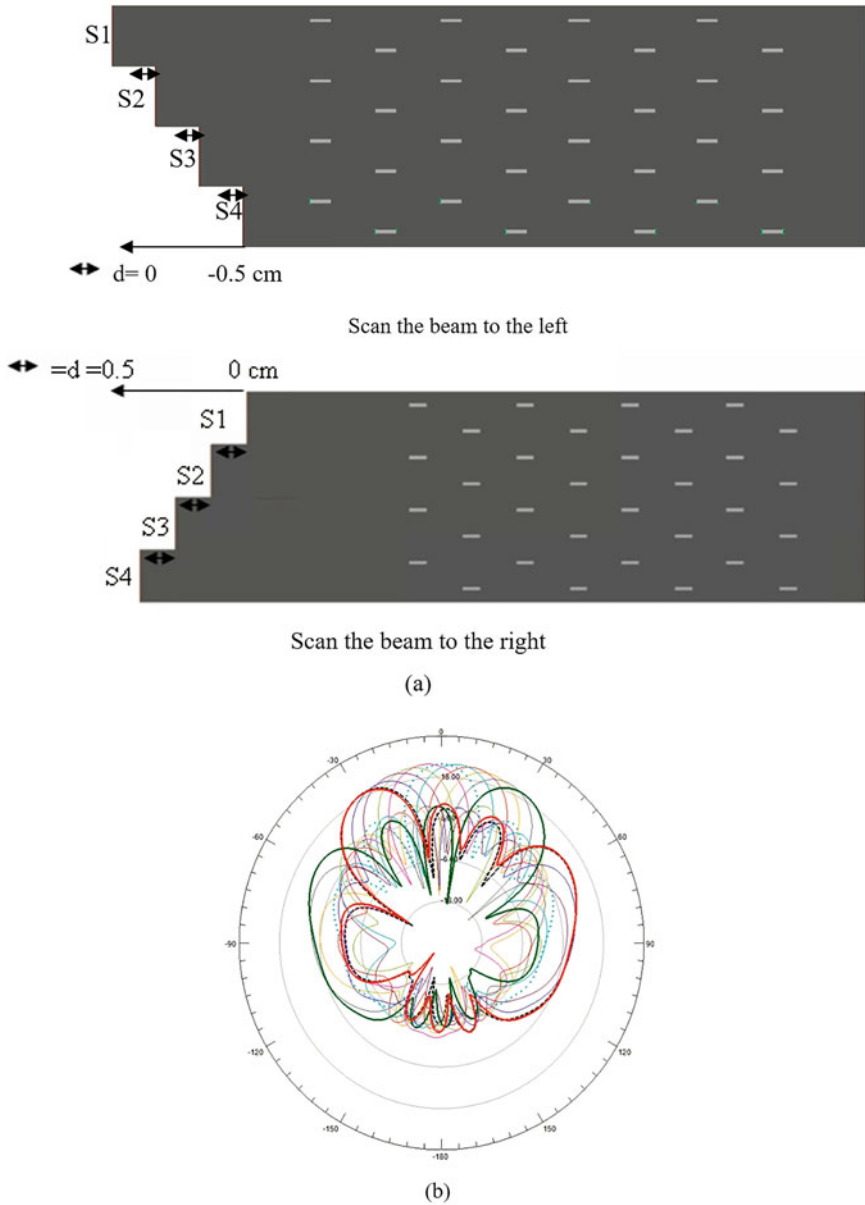 S1
S2
S3
S4
d= 0 -0.5 cm
Scan the beam to the left
=d =0.5 0 cm
S1
S2
S3
S4
Scan the beam to the right
(a)
0
-30 30
-60 60
-90 90
-120 120
-150 150
-180
(b)